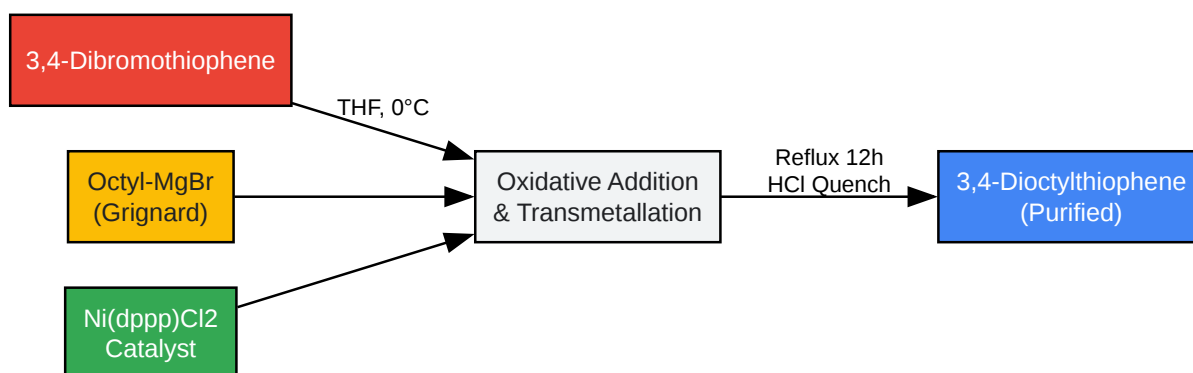 3,4-Dibromothiophene
THF, 0°C
Octyl-MgBr
(Grignard)
Oxidative Addition
& Transmetallation
Reflux 12h
HCl Quench
3,4-Dioctylthiophene
(Purified)
Ni(dppp)Cl2
Catalyst